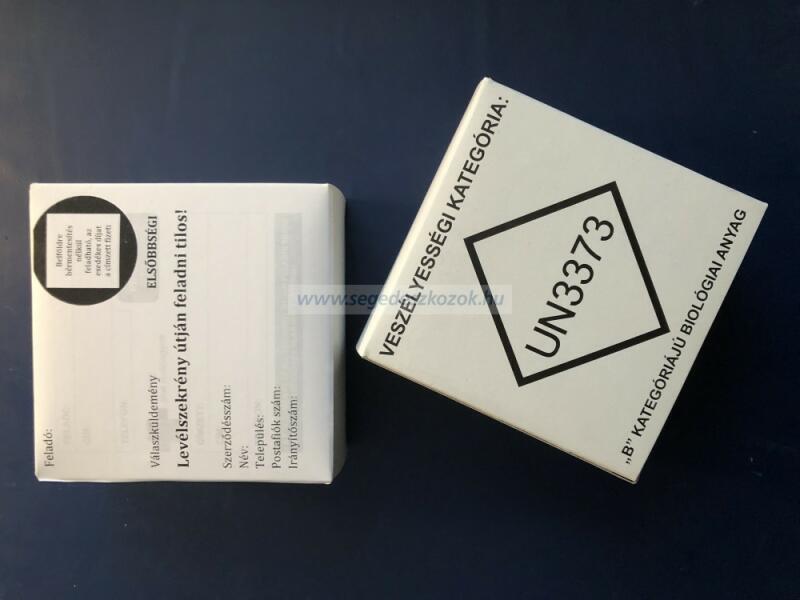 Feladó:
Belföldre
bérmentesítés
nélkül
feladható, az
esedékes díjat
a címzett fizeti
Válaszküldemény
ELSŐBBSÉGI
Levélszekrény útján feladni tilos!
Szerződésszám:
Név:
Település:
Postafiók szám:
Irányítószám:
www.segedeszkozok.hu
VESZÉLYESSÉGI KATEGÓRIA:
UN3373
„B" KATEGÓRIÁJÚ BIOLÓGIAI ANYAG